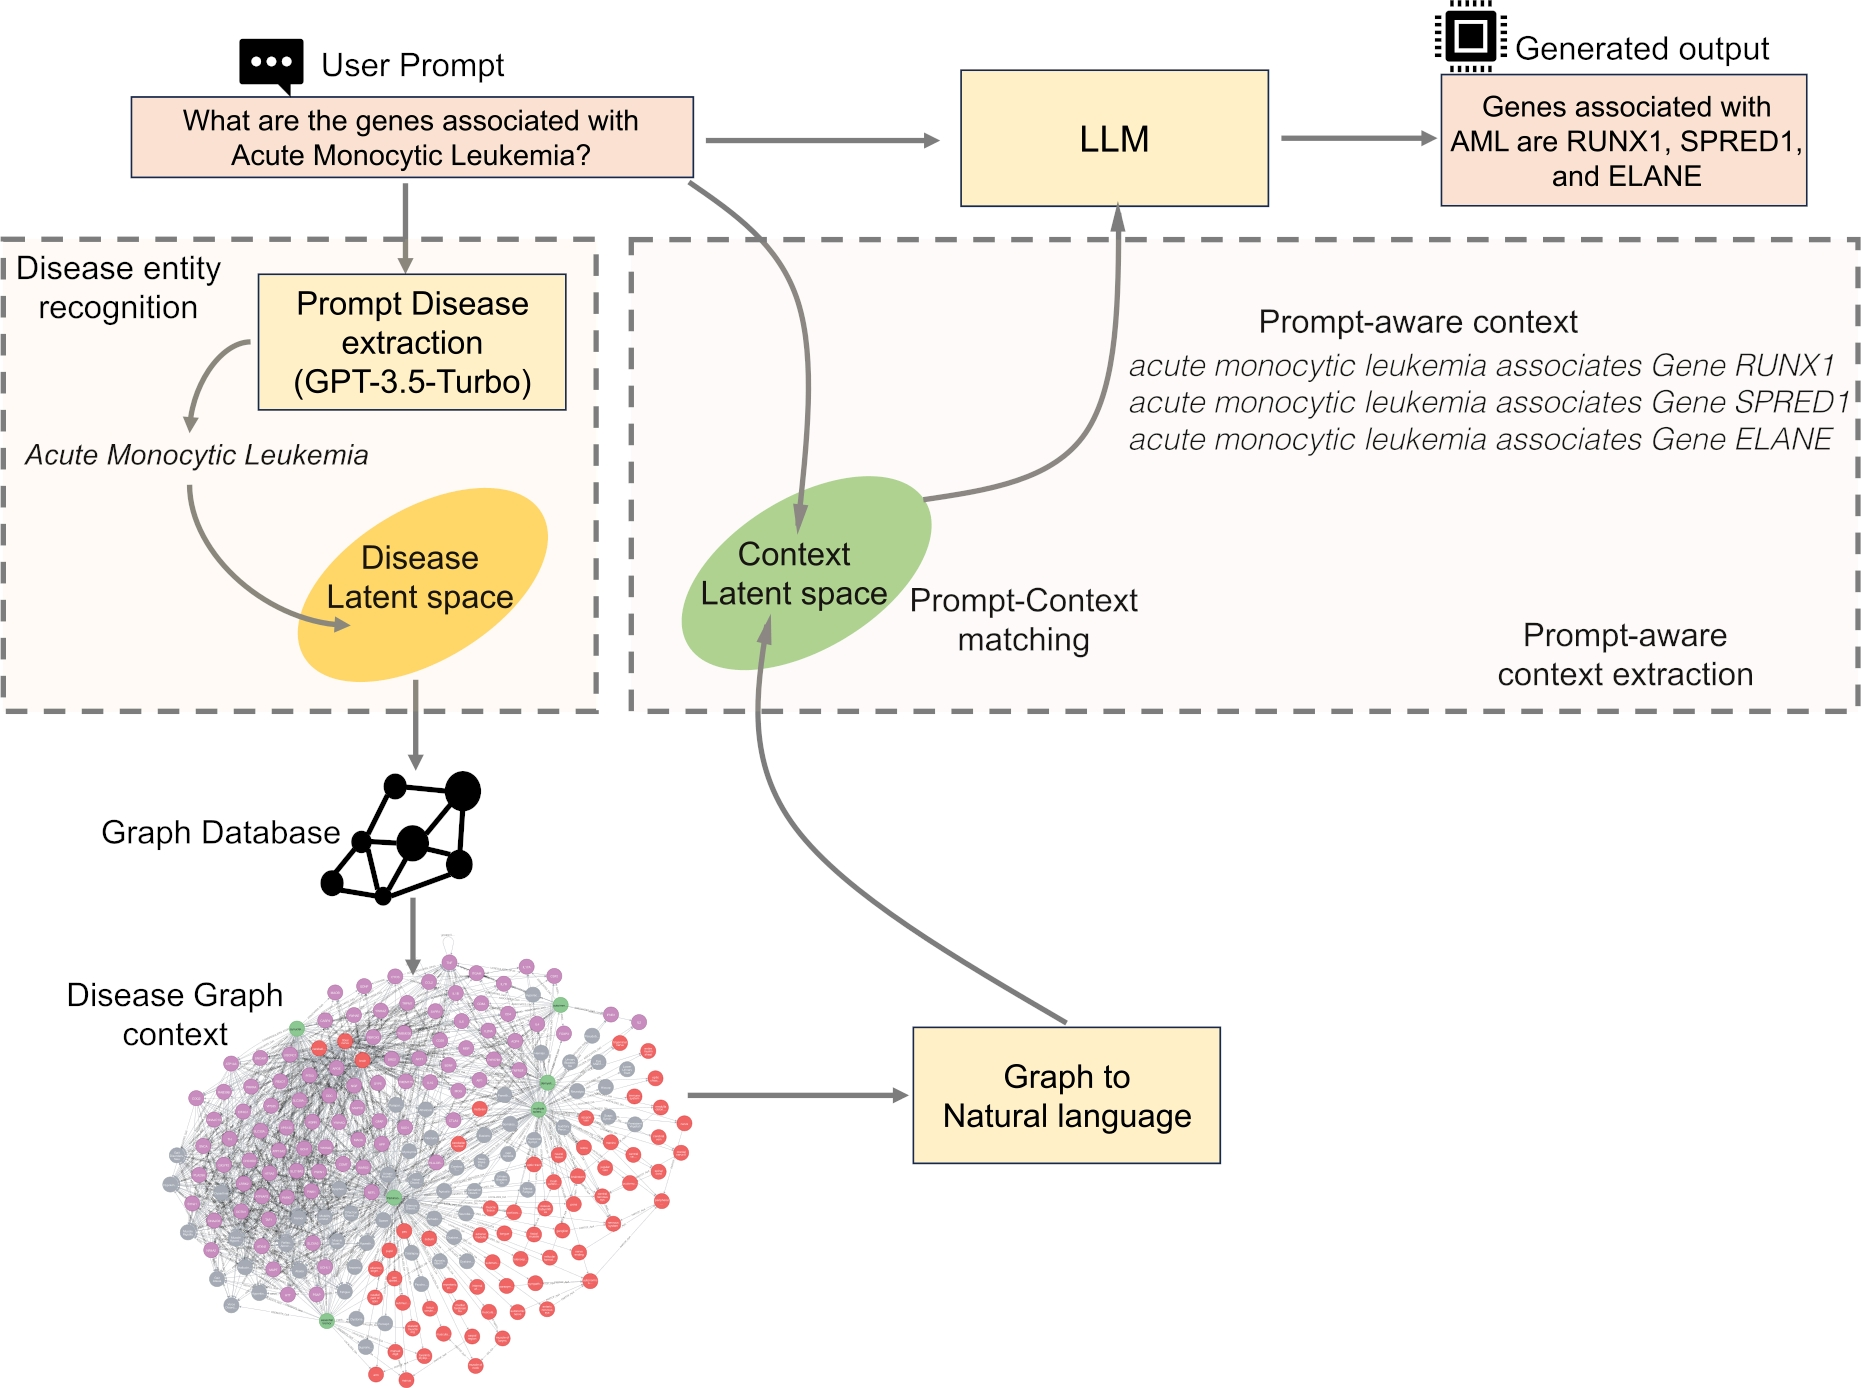 User Prompt
What are the genes associated with
Acute Monocytic Leukemia?
LLM
Generated output
Genes associated with
AML are RUNX1, SPRED1,
and ELANE
Disease entity
recognition
Prompt Disease
extraction
(GPT-3.5-Turbo)
Acute Monocytic Leukemia
Disease
Latent space
Prompt-aware context
acute monocytic leukemia associates Gene RUNX1
acute monocytic leukemia associates Gene SPRED1
acute monocytic leukemia associates Gene ELANE
Context
Latent space
Prompt-Context
matching
Prompt-aware
context extraction
Graph Database
Disease Graph
context
Graph to
Natural language